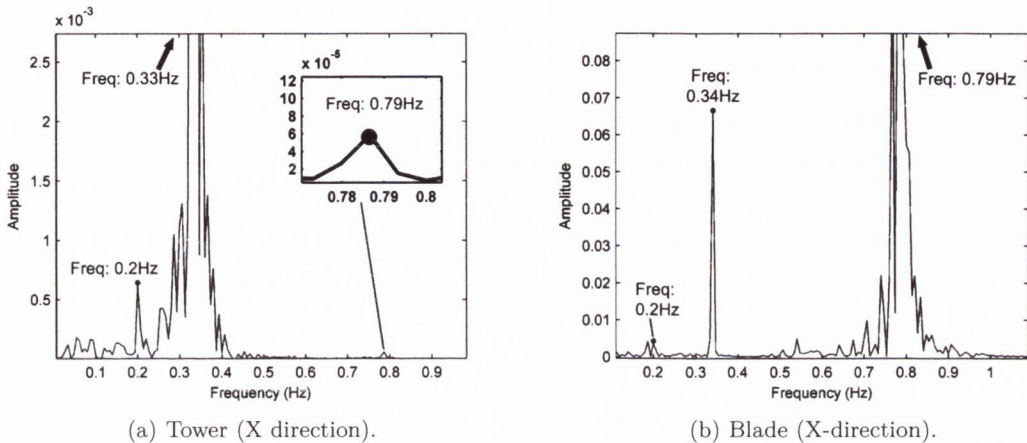 x 10⁻³
2.5
2
1.5
1
0.5
Amplitude
Freq: 0.33Hz
Freq: 0.2Hz
x 10⁻⁵
12
10
8
6
4
2
Freq: 0.79Hz
0.78 0.79 0.8
0.1 0.2 0.3 0.4 0.5 0.6 0.7 0.8 0.9
Frequency (Hz)
(a) Tower (X direction).
0.08
0.07
0.06
0.05
0.04
0.03
0.02
0.01
0
Amplitude
Freq:
0.34Hz
Freq: 0.79Hz
Freq:
0.2Hz
0.2 0.3 0.4 0.5 0.6 0.7 0.8 0.9 1
Frequency (Hz)
(b) Blade (X-direction).